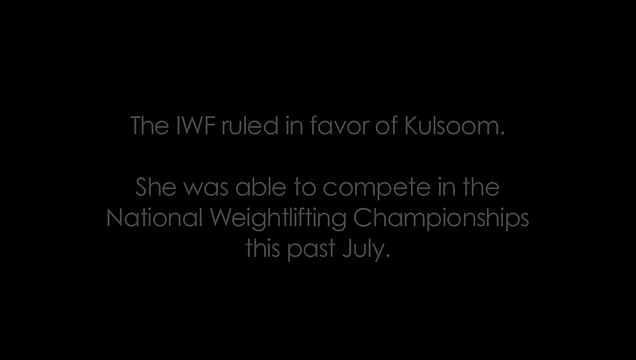 The IWF ruled in favor of Kulsoom.
She was able to compete in the
National Weightlifting Championships
this past July.